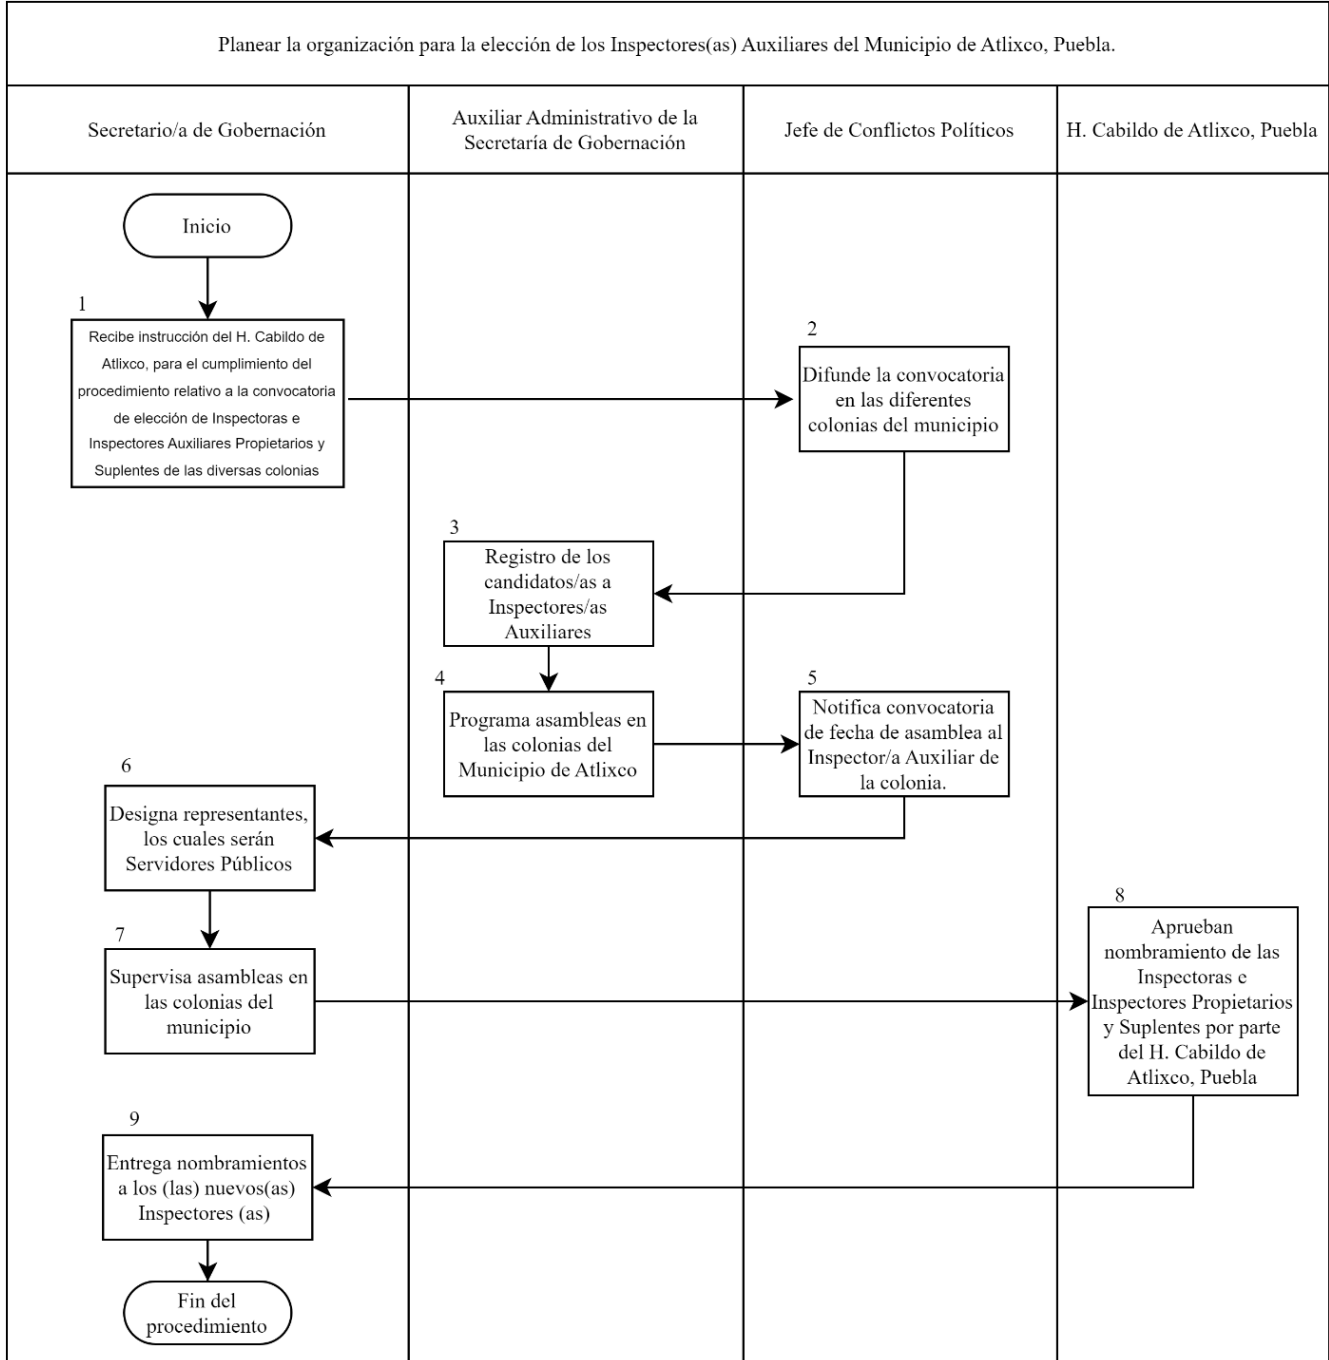 Planear la organización para la elección de los Inspectores(as) Auxiliares del Municipio de Atlixco, Puebla.
Secretario/a de Gobernación
Auxiliar Administrativo de la
Secretaría de Gobernación
Jefe de Conflictos Políticos
H. Cabildo de Atlixco, Puebla
Inicio
1
Recibe instrucción del H. Cabildo de
Atlixco, para el cumplimiento del
procedimiento relativo a la convocatoria
de elección de Inspectoras e
Inspectores Auxiliares Propietarios y
Suplentes de las diversas colonias
2
Difunde la convocatoria
en las diferentes
colonias del municipio
3
Registro de los
candidatos/as a
Inspectores/as
Auxiliares
4
Programa asambleas en
las colonias del
Municipio de Atlixco
5
Notifica convocatoria
de fecha de asamblea al
Inspector/a Auxiliar de
la colonia.
6
Designa representantes,
los cuales serán
Servidores Públicos
7
Supervisa asambleas en
las colonias del
municipio
8
Aprueban
nombramiento de las
Inspectoras e
Inspectores Propietarios
y Suplentes por parte
del H. Cabildo de
Atlixco, Puebla
9
Entrega nombramientos
a los (las) nuevos(as)
Inspectores (as)
Fin del
procedimiento